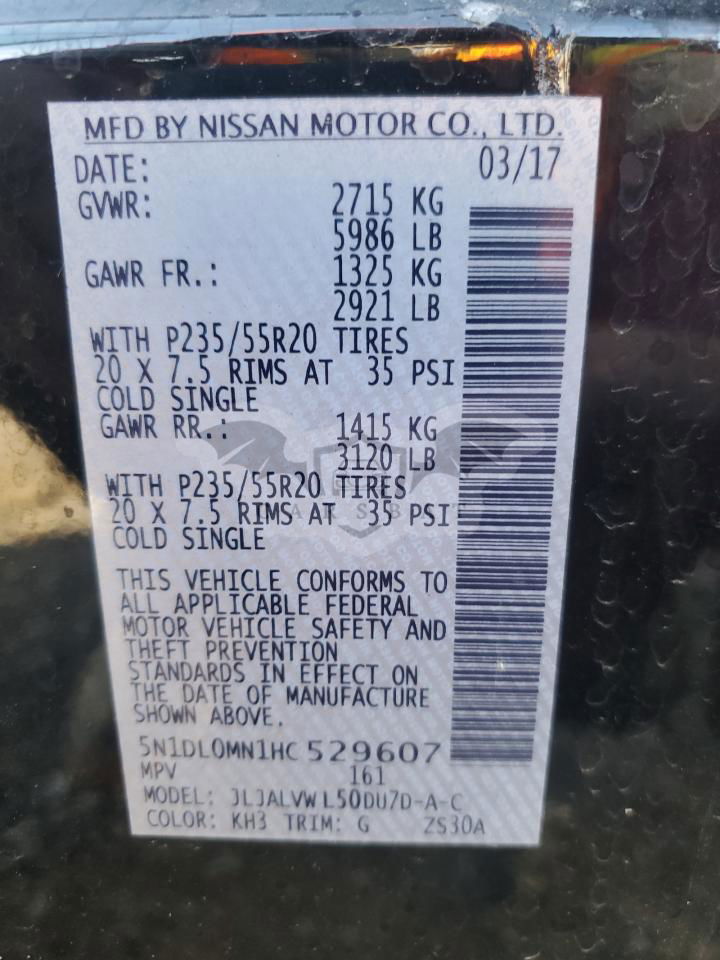 MFD BY NISSAN MOTOR CO., LTD.
DATE: 03/17
GVWR: 2715 KG
5986 LB
GAWR FR.: 1325 KG
2921 LB
WITH P235/55R20 TIRES
20 X 7.5 RIMS AT 35 PSI
COLD SINGLE
GAWR RR.: 1415 KG
3120 LB
WITH P235/55R20 TIRES
20 X 7.5 RIMS AT 35 PSI
COLD SINGLE
THIS VEHICLE CONFORMS TO
ALL APPLICABLE FEDERAL
MOTOR VEHICLE SAFETY AND
THEFT PREVENTION
STANDARDS IN EFFECT ON
THE DATE OF MANUFACTURE
SHOWN ABOVE.
5N1DL0MN1HC 529607
MPV 161
MODEL: JLJALVW L50DU7D-A-C
COLOR: KH3 TRIM: G ZS30A